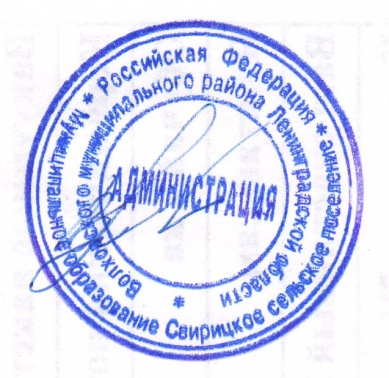 * Российская Федерация * Муниципальное образование Свирицкое сельское поселение
Волховского муниципального района Ленинградской области *
АДМИНИСТРАЦИЯ